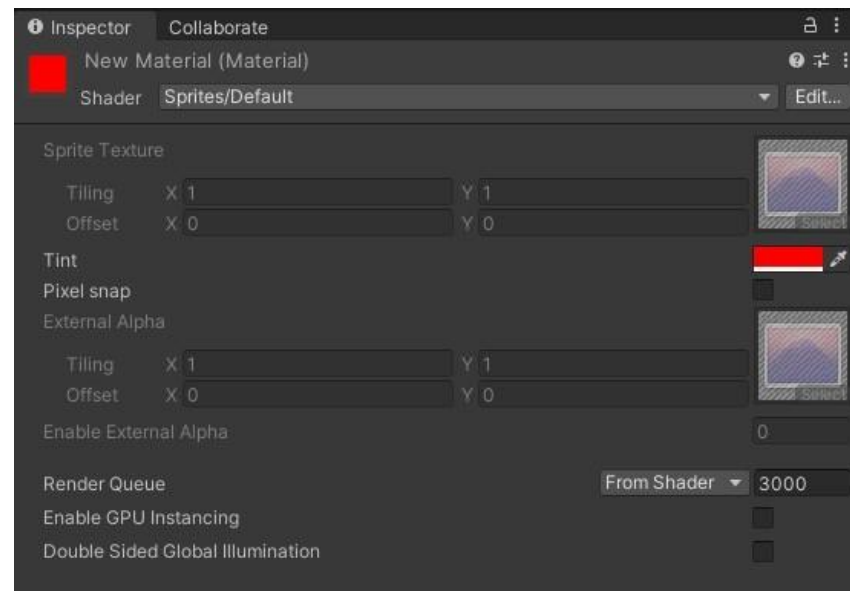 Inspector Collaborate
New Material (Material)
Shader Sprites/Default Edit...
Sprite Texture
Tiling X 1 Y 1
Offset X 0 Y 0
Select
Tint
Pixel snap
External Alpha
Tiling X 1 Y 1
Offset X 0 Y 0
Select
Enable External Alpha 0
Render Queue From Shader 3000
Enable GPU Instancing
Double Sided Global Illumination